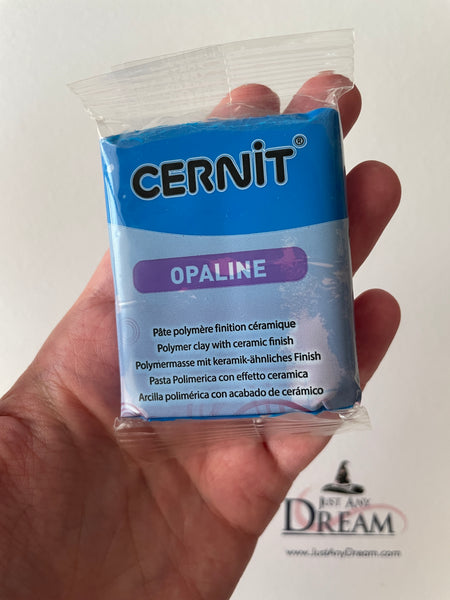 CERNiT®
OPALINE
Pâte polymère finition céramique
Polymer clay with ceramic finish
Polymermasse mit keramik-ähnliches Finish
Pasta Polimerica con effetto ceramica
Arcilla polimérica con acabado de cerámico
JUST ANY
DREAM
www.JustAnyDream.com